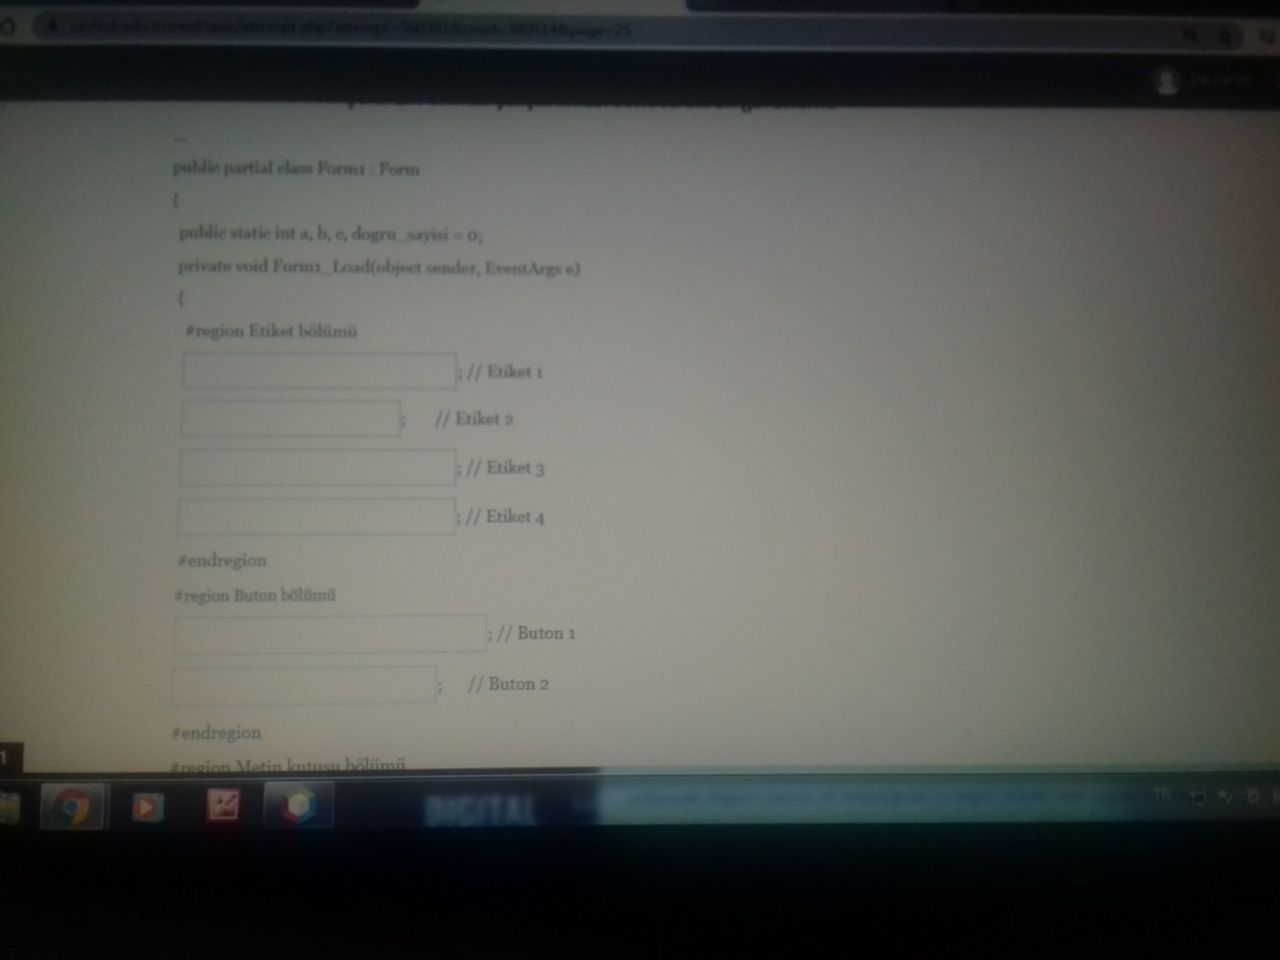 public partial class Form1 : Form
{
public static int a, b, c, dogru_sayisi = 0;
private void Form1_Load(object sender, EventArgs e)
{
#region Etiket bölümü
; // Etiket 1
; // Etiket 2
; // Etiket 3
; // Etiket 4
#endregion
#region Buton bölümü
; // Buton 1
; // Buton 2
#endregion
#region Metin kutusu bölümü
1
DIGITAL
TR